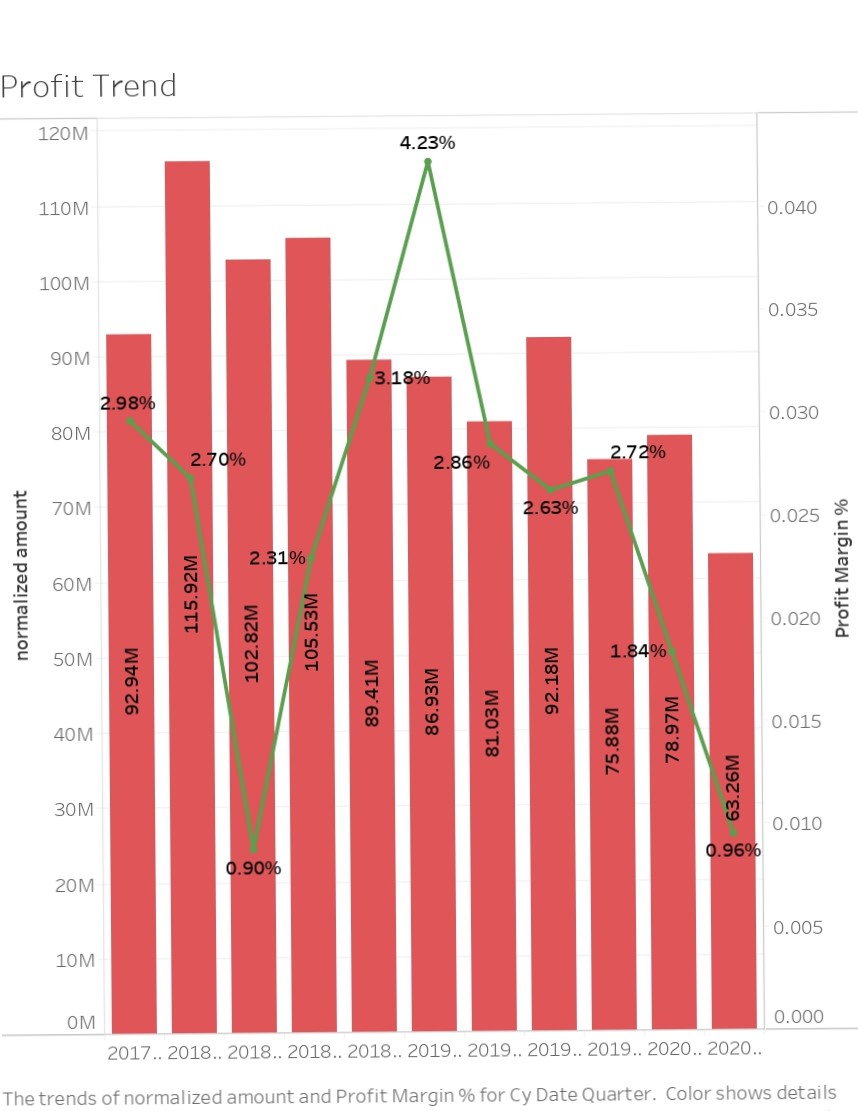 Profit Trend
120M
110M
100M
90M
80M
70M
60M
50M
40M
30M
20M
10M
0M
normalized amount
4.23%
3.18%
2.98%
2.70%
2.86%
2.72%
2.63%
2.31%
1.84%
0.90%
0.96%
92.94M
115.92M
102.82M
105.53M
89.41M
86.93M
81.03M
92.18M
75.88M
78.97M
63.26M
0.040
0.035
0.030
0.025
0.020
0.015
0.010
0.005
0.000
Profit Margin %
2017.. 2018.. 2018.. 2018.. 2018.. 2019.. 2019.. 2019.. 2019.. 2020.. 2020..
The trends of normalized amount and Profit Margin % for Cy Date Quarter. Color shows details